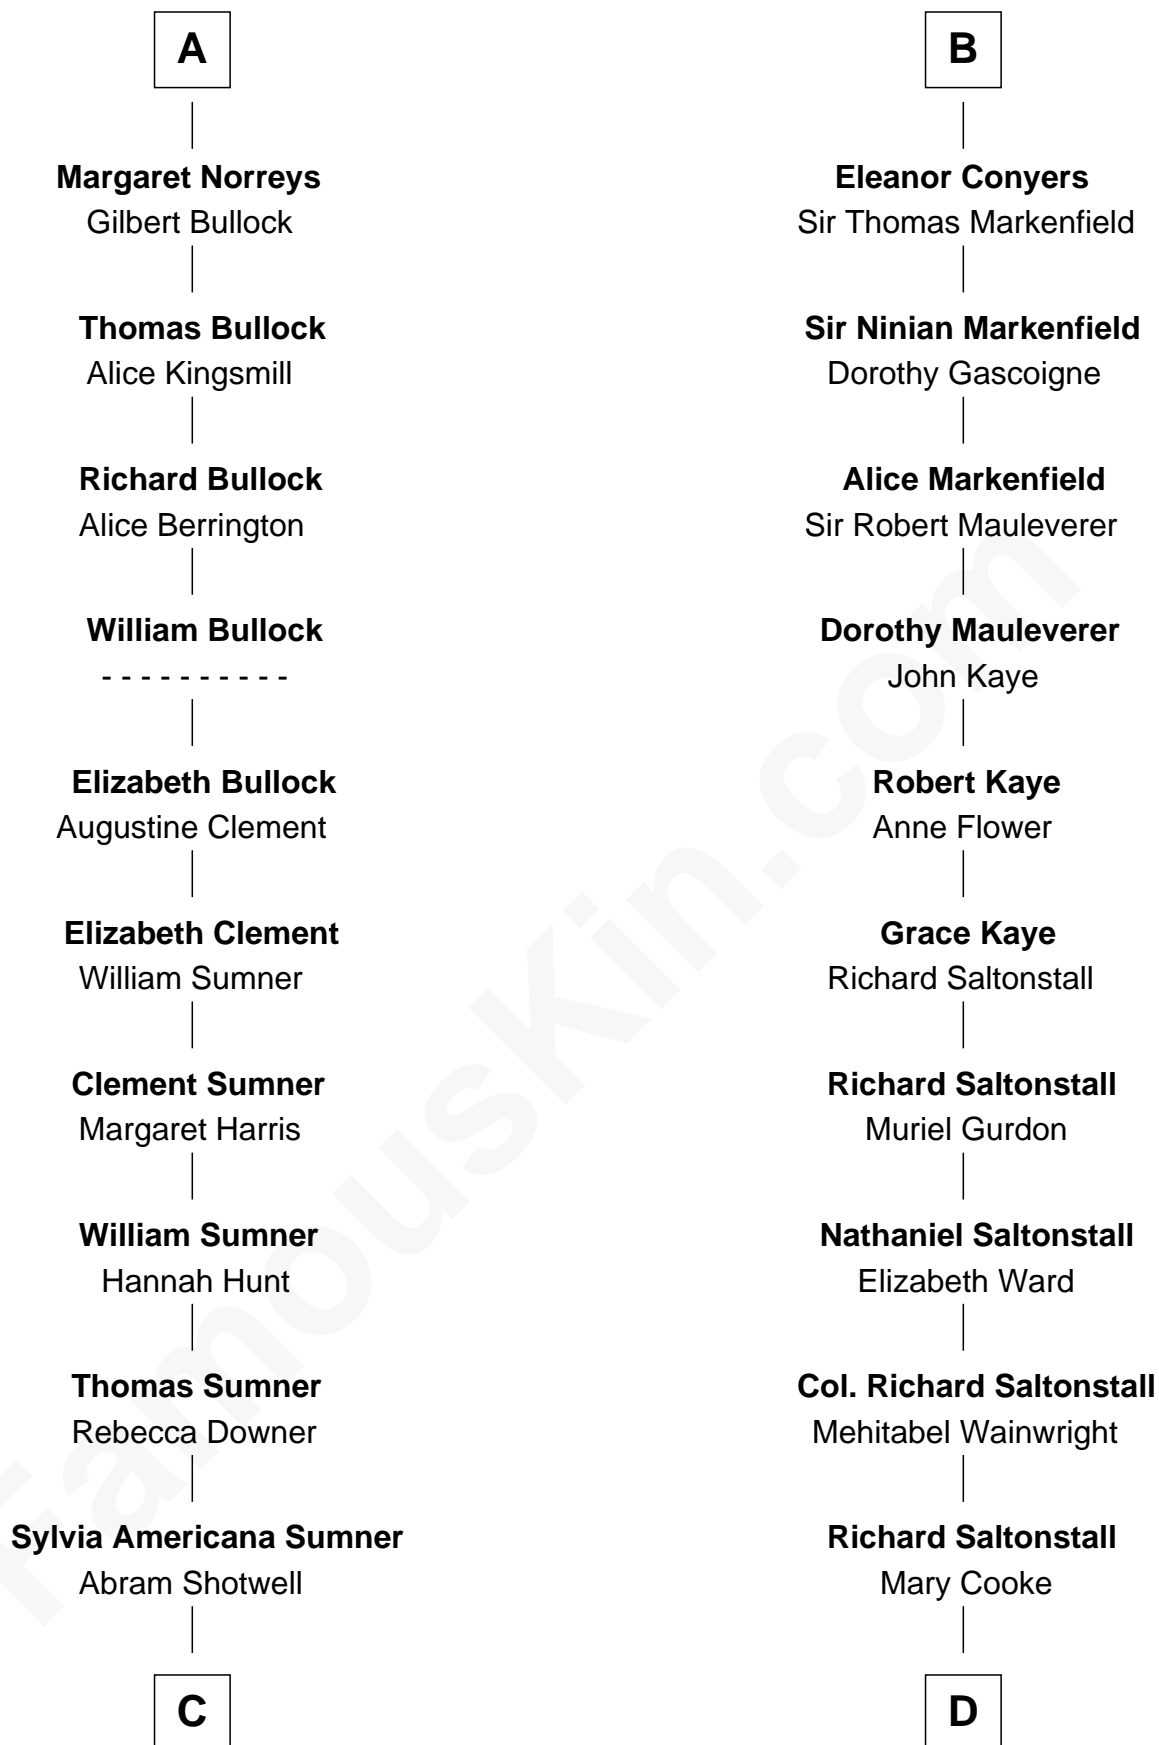 A
Margaret Norreys
Gilbert Bullock
Thomas Bullock
Alice Kingsmill
Richard Bullock
Alice Berrington
William Bullock
- - - - - - - - - -
Elizabeth Bullock
Augustine Clement
Elizabeth Clement
William Sumner
Clement Sumner
Margaret Harris
William Sumner
Hannah Hunt
Thomas Sumner
Rebecca Downer
Sylvia Americana Sumner
Abram Shotwell
C
B
Eleanor Conyers
Sir Thomas Markenfield
Sir Ninian Markenfield
Dorothy Gascoigne
Alice Markenfield
Sir Robert Mauleverer
Dorothy Mauleverer
John Kaye
Robert Kaye
Anne Flower
Grace Kaye
Richard Saltonstall
Richard Saltonstall
Muriel Gurdon
Nathaniel Saltonstall
Elizabeth Ward
Col. Richard Saltonstall
Mehitabel Wainwright
Richard Saltonstall
Mary Cooke
D
FamousKin.com